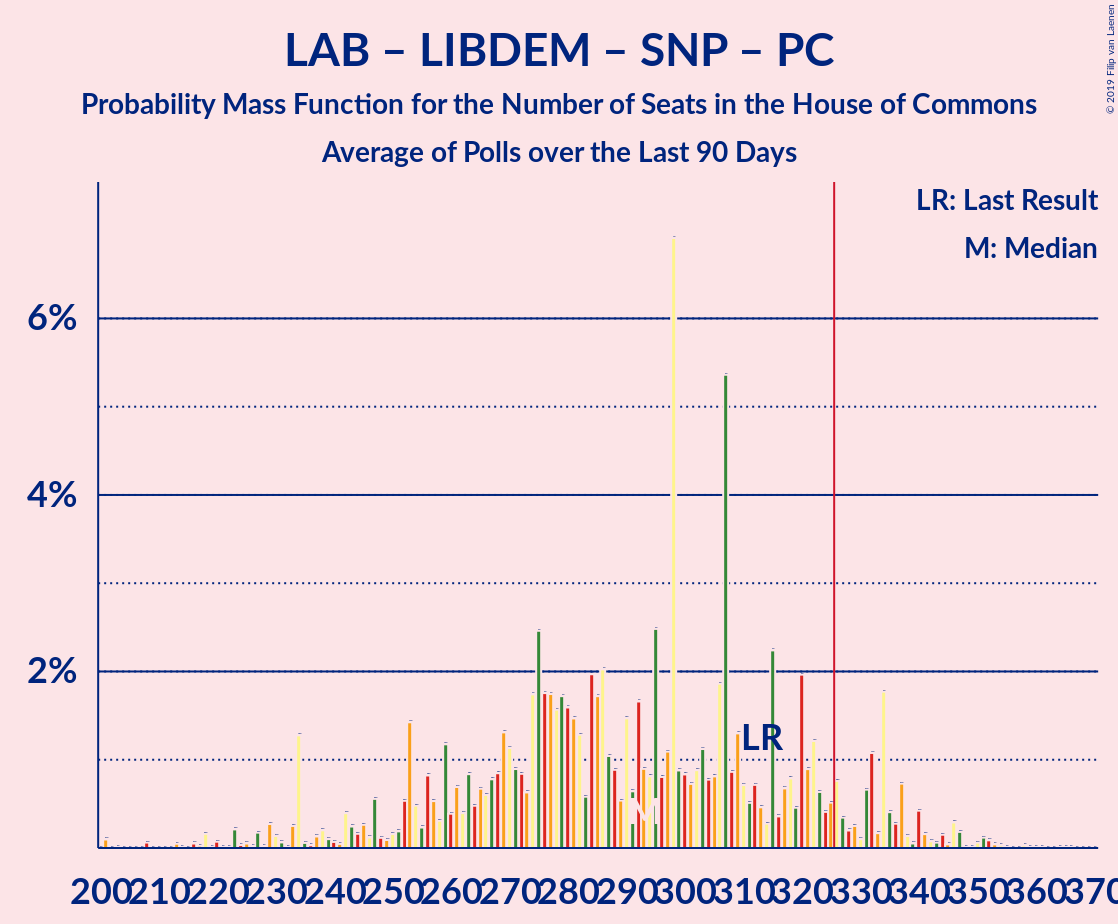 LAB – LIBDEM – SNP – PC
Probability Mass Function for the Number of Seats in the House of Commons
Average of Polls over the Last 90 Days
© 2019 Filip van Laenen
LR: Last Result
M: Median
6%
4%
2%
LR
M
200 210 220 230 240 250 260 270 280 290 300 310 320 330 340 350 360 370